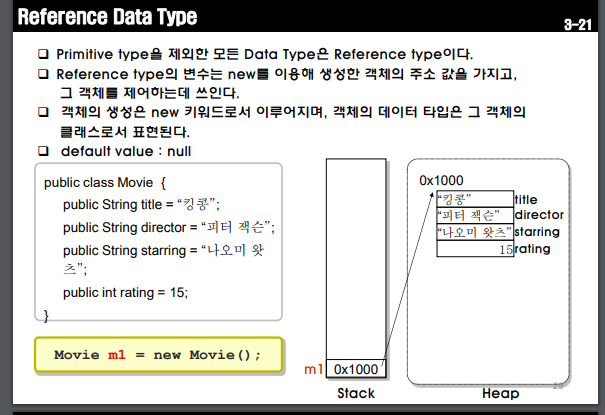 Reference Data Type
3-21
❑ Primitive type을 제외한 모든 Data Type은 Reference type이다.
❑ Reference type의 변수는 new를 이용해 생성한 객체의 주소 값을 가지고,
그 객체를 제어하는데 쓰인다.
❑ 객체의 생성은 new 키워드로서 이루어지며, 객체의 데이터 타입은 그 객체의
클래스로서 표현된다.
❑ default value : null
public class Movie {
public String title = “킹콩”;
public String director = “피터 잭슨”;
public String starring = “나오미 왓
츠”;
public int rating = 15;
}
Movie m1 = new Movie();
m1 0x1000
Stack
0x1000
“킹콩” title
“피터 잭슨” director
“나오미 왓츠” starring
15 rating
Heap